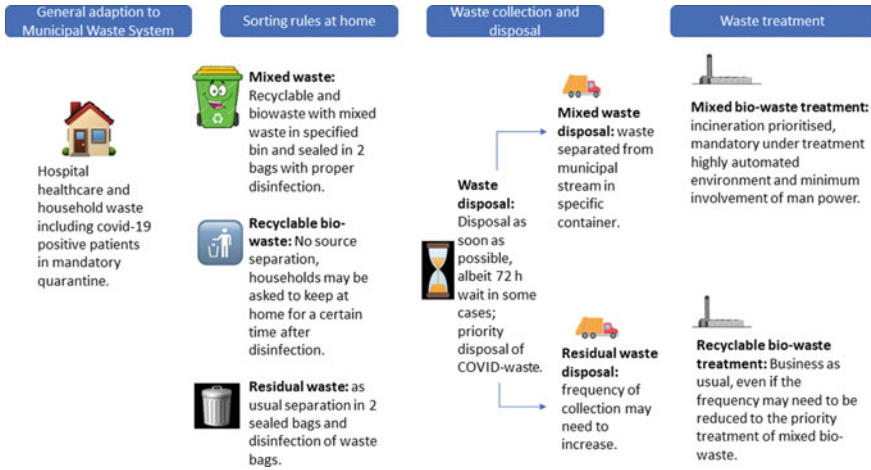 General adaption to
Municipal Waste System
Sorting rules at home
Waste collection and
disposal
Waste treatment
Hospital
healthcare and
household waste
including covid-19
positive patients
in mandatory
quarantine.
Mixed waste:
Recyclable and
biowaste with mixed
waste in specified
bin and sealed in 2
bags with proper
disinfection.
Recyclable bio-
waste: No source
separation,
households may be
asked to keep at
home for a certain
time after
disinfection.
Residual waste: as
usual separation in 2
sealed bags and
disinfection of waste
bags.
Waste disposal:
Disposal as
soon as
possible,
albeit 72 h
wait in some
cases;
priority
disposal of
COVID-waste.
Mixed waste
disposal: waste
separated from
municipal
stream in
specific
container.
Residual waste
disposal:
frequency of
collection may
need to
increase.
Mixed bio-waste treatment:
incineration prioritised,
mandatory under treatment
highly automated
environment and minimum
involvement of man power.
Recyclable bio-waste
treatment: Business as
usual, even if the
frequency may need to be
reduced to the priority
treatment of mixed bio-
waste.